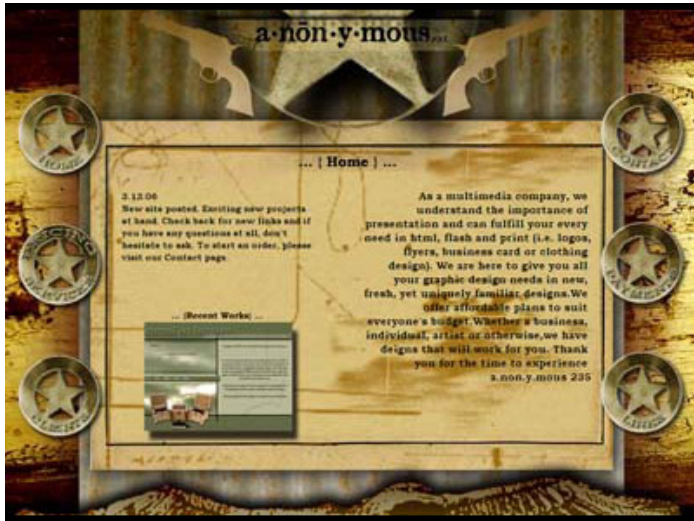 a·nōn·y·mous
... { Home } ...
HOME
PRICING
SERVICES
CLIENTS
CONTACT
PAYMENTS
LINKS
3.12.06
New site posted. Exciting new projects
at hand. Check back for new links and if
you have any questions at all, don't
hesitate to ask. To start an order, please
visit our Contact page.
... {Recent Works} ...
As a multimedia company, we
understand the importance of
presentation and can fulfill your every
need in html, flash and print (i.e. logos,
flyers, business card or clothing
design). We are here to give you all
your graphic design needs in new,
fresh, yet uniquely familiar designs.We
offer affordable plans to suit
everyone's budget.Whether a business,
individual, artist or otherwise,we have
deigns that will work for you. Thank
you for the time to experience
a.non.y.mous 235